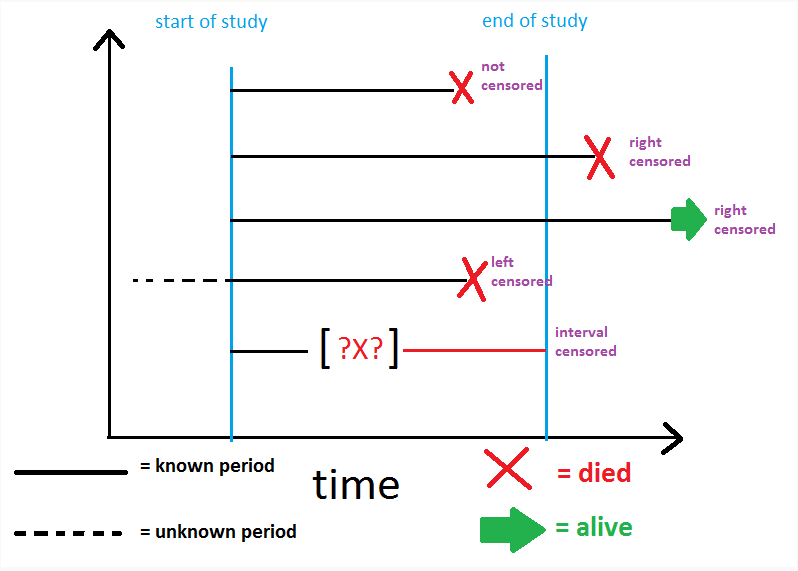 start of study
end of study
not
censored
right
censored
right
censored
left
censored
[ ?X? ]
interval
censored
= known period
time
= died
= unknown period
= alive